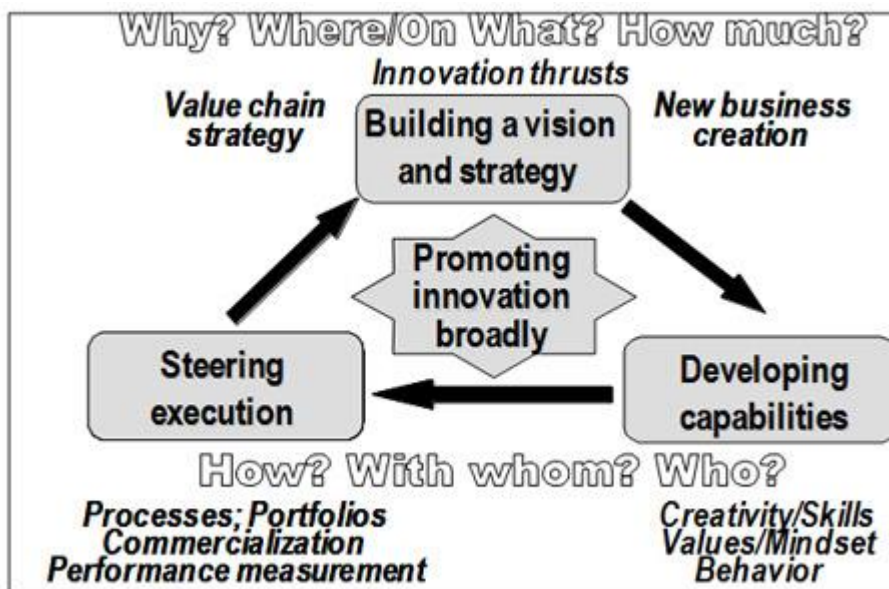 Why? Where/On What? How much?
Innovation thrusts
Value chain
strategy
Building a vision
and strategy
New business
creation
Promoting
innovation
broadly
Steering
execution
Developing
capabilities
How? With whom? Who?
Processes; Portfolios
Commercialization
Performance measurement
Creativity/Skills
Values/Mindset
Behavior